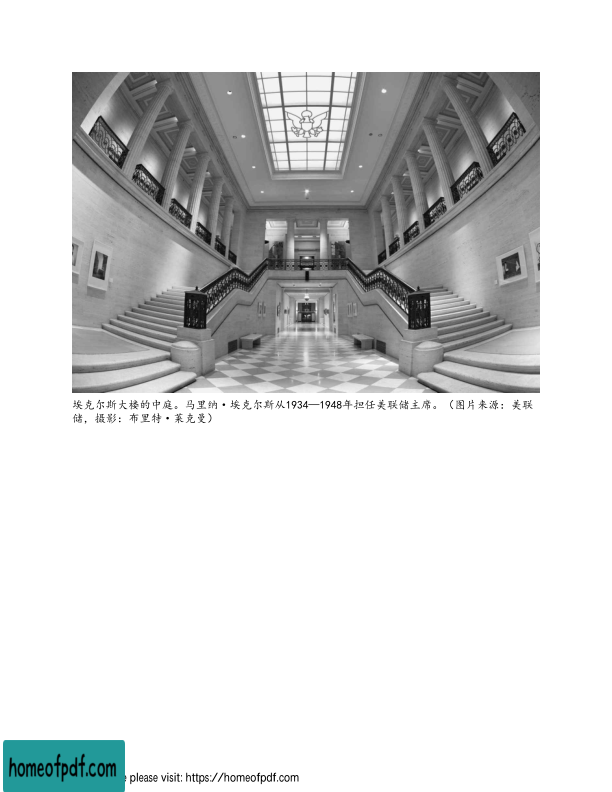 埃克尔斯大楼的中庭。马里纳·埃克尔斯从1934—1948年担任美联储主席。（图片来源：美联
储，摄影：布里特·莱克曼）
homeofpdf.com
please visit: https://homeofpdf.com